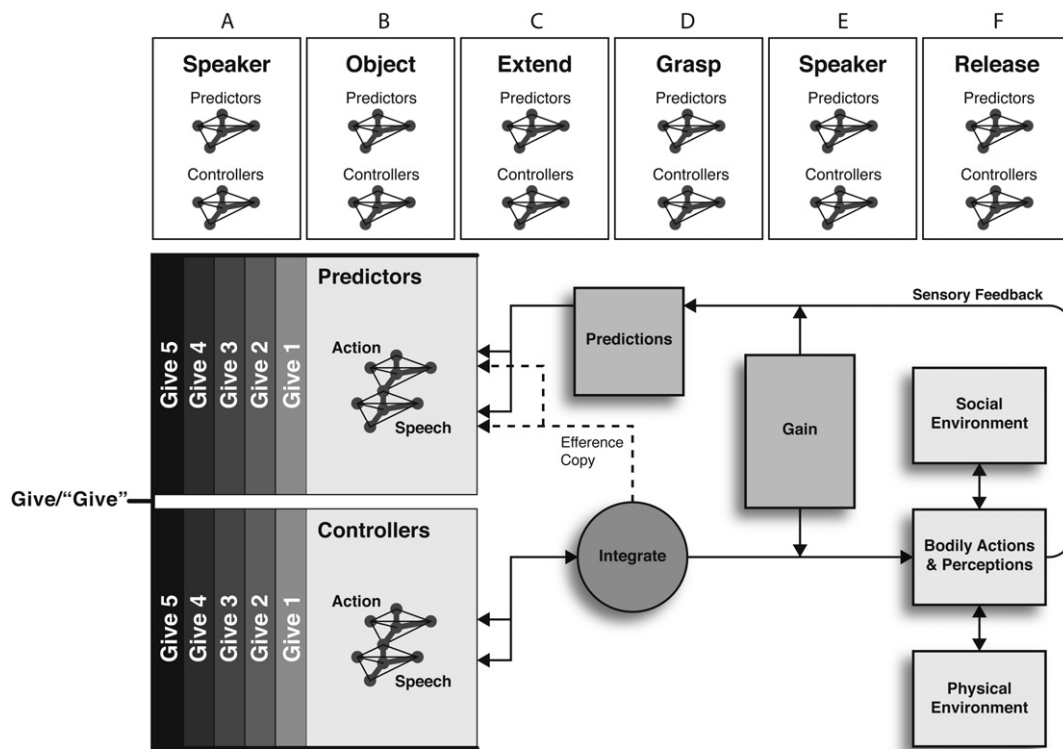 A B C D E F
Speaker Object Extend Grasp Speaker Release
Predictors Predictors Predictors Predictors Predictors Predictors
Controllers Controllers Controllers Controllers Controllers Controllers
Give/“Give”
Give 5
Give 4
Give 3
Give 2
Give 1
Predictors
Action
Speech
Give 5
Give 4
Give 3
Give 2
Give 1
Controllers
Action
Speech
Predictions
Efference
Copy
Integrate
Gain
Sensory Feedback
Social
Environment
Bodily Actions
& Perceptions
Physical
Environment